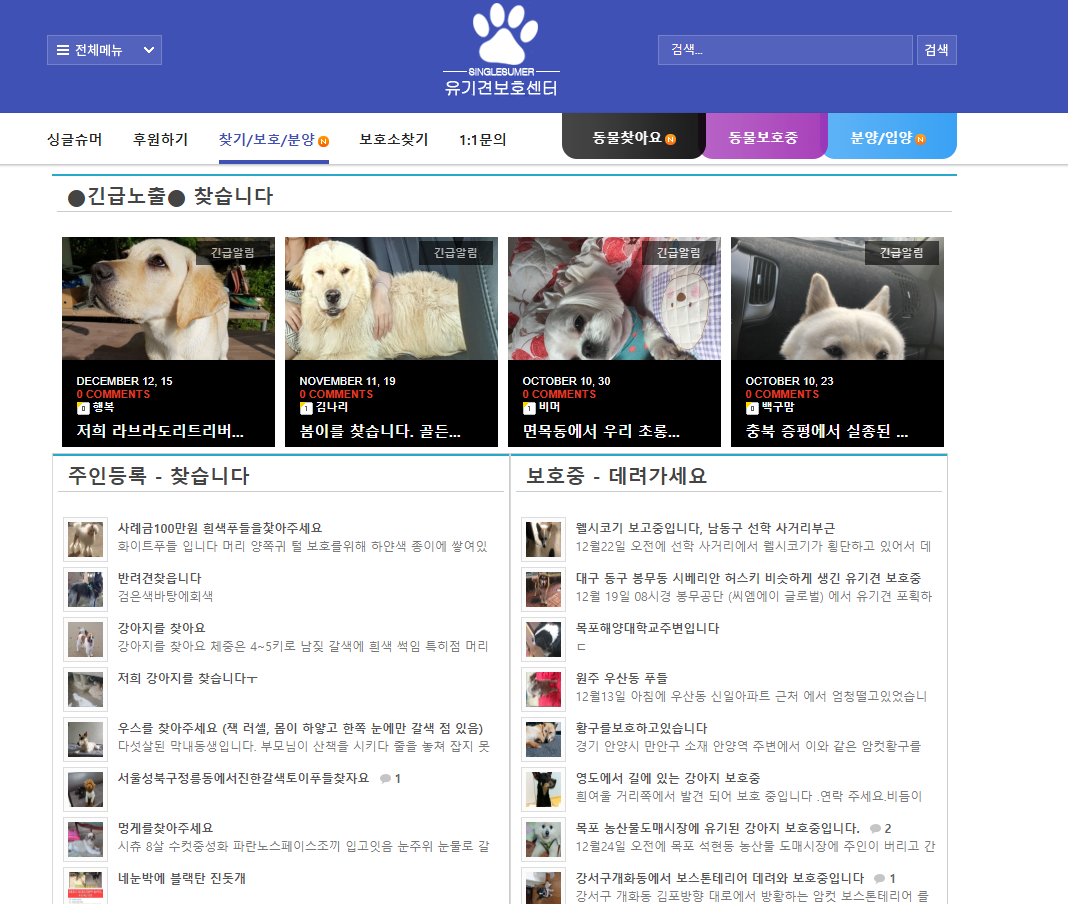 전체메뉴
SINGLESUMER
유기견보호센터
검색...
검색
싱글슈머
후원하기
찾기/보호/분양 N
보호소찾기
1:1문의
동물찾아요 N
동물보호중
분양/입양 N
●긴급노출● 찾습니다
긴급알림
DECEMBER 12, 15
0 COMMENTS
0 행복
저희 라브라도리트리버...
긴급알림
NOVEMBER 11, 19
0 COMMENTS
1 김나리
봄이를 찾습니다. 골든...
긴급알림
OCTOBER 10, 30
0 COMMENTS
1 비머
면목동에서 우리 초롱...
긴급알림
OCTOBER 10, 23
0 COMMENTS
0 백구맘
충북 증평에서 실종된 ...
주인등록 - 찾습니다
사례금100만원 흰색푸들을찾아주세요
화이트푸들 입니다 머리 양쪽귀 털 보호를위해 하얀색 종이에 쌓여있
반려견찾읍니다
검은색바탕에회색
강아지를 찾아요
강아지를 찾아요 체중은 4~5키로 남짖 갈색에 흰색 썩임 특히점 머리
저희 강아지를 찾습니다ㅜ
우스를 찾아주세요 (잭 러셀, 몸이 하얗고 한쪽 눈에만 갈색 점 있음)
다섯살된 막내동생입니다. 부모님이 산책을 시키다 줄을 놓쳐 잡지 못
서울성북구정릉동에서진한갈색토이푸들찾자요 1
멍게를찾아주세요
시츄 8살 수컷중성화 파란노스페이스조끼 입고잇음 눈주위 눈물로 갈
네눈박에 블랙탄 진돗개
보호중 - 데려가세요
웰시코기 보고중입니다, 남동구 선학 사거리부근
12월22일 오전에 선학 사거리에서 웰시코기가 횡단하고 있어서 데
대구 동구 봉무동 시베리안 허스키 비슷하게 생긴 유기견 보호중
12월 19일 08시경 봉무공단 (씨엠에이 글로벌) 에서 유기견 포획하
목포해양대학교주변입니다
ㄷ
원주 우산동 푸들
12월13일 아침에 우산동 신일아파트 근처 에서 엄청떨고있었습니
황구를보호하고있습니다
경기 안양시 만안구 소재 안양역 주변에서 이와 같은 암컷황구를
영도에서 길에 있는 강아지 보호중
흰여울 거리쪽에서 발견 되어 보호 중입니다 .연락 주세요.비듬이
목포 농산물도매시장에 유기된 강아지 보호중입니다. 2
12월24일 오전에 목포 석현동 농산물 도매시장에 주인이 버리고 간
강서구개화동에서 보스톤테리어 데려와 보호중입니다 1
강서구 개화동 김포방향 대로에서 방황하는 암컷 보스톤테리어 를